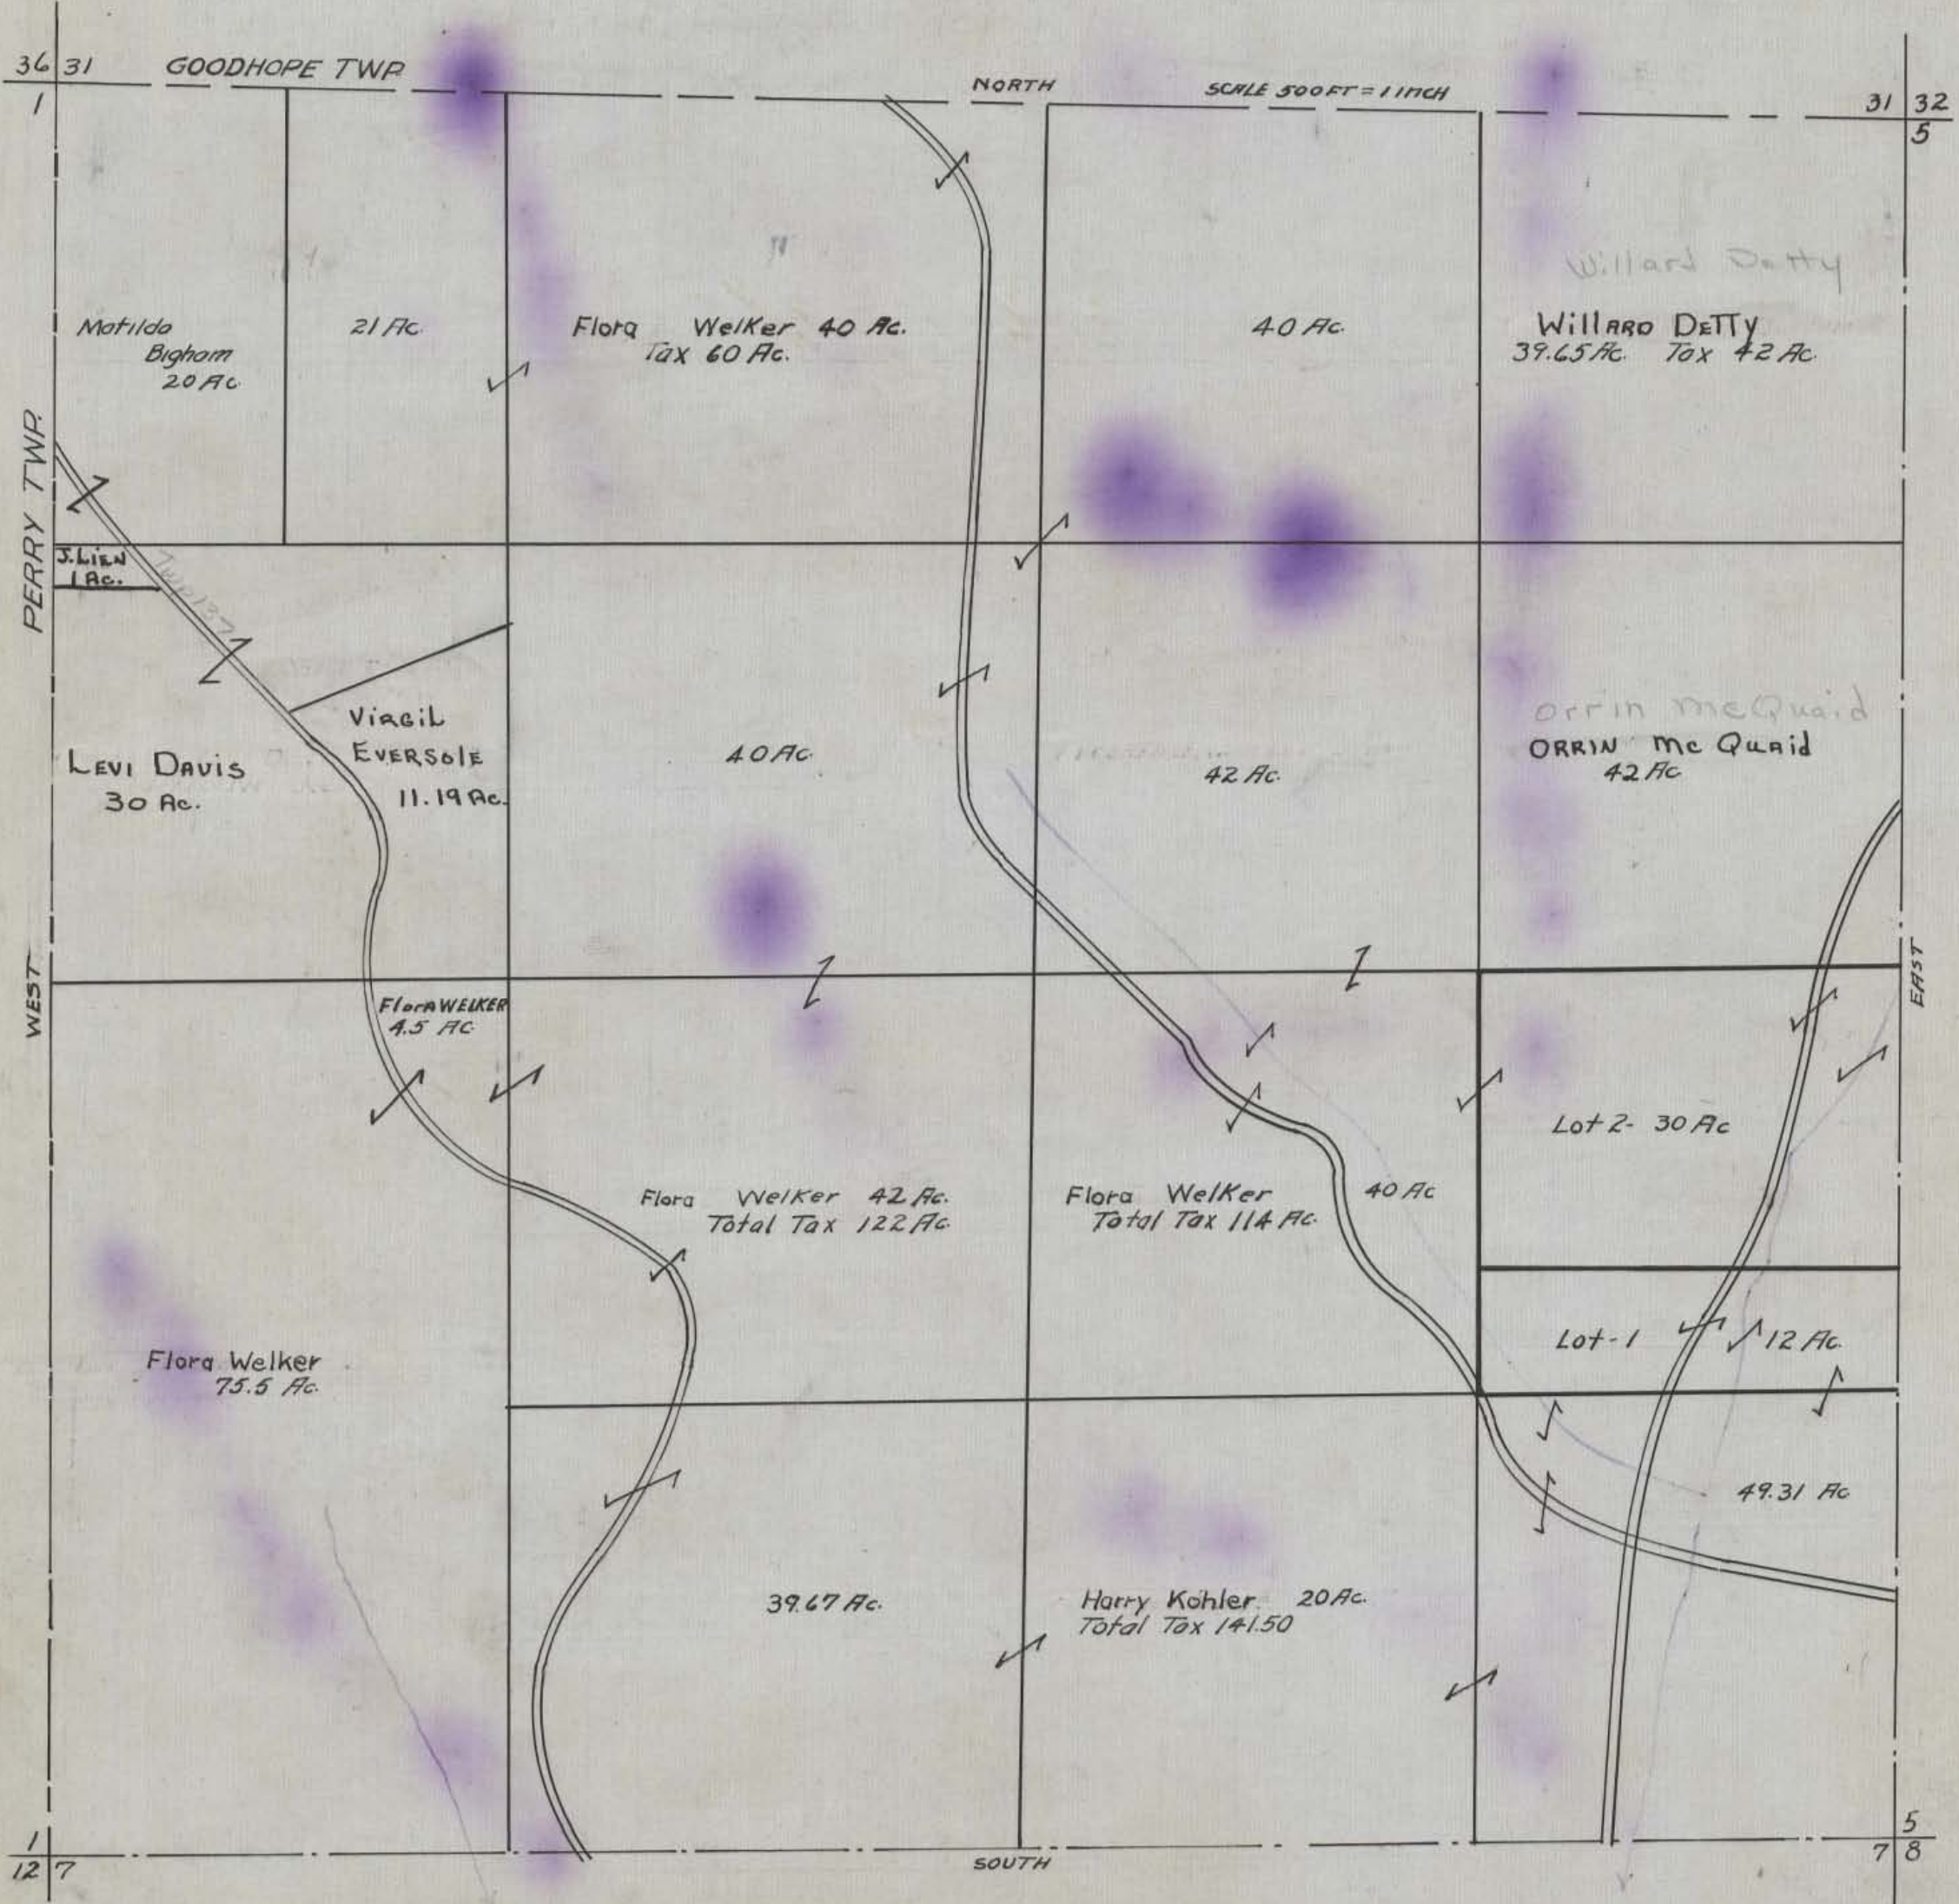 36 31 GOODHOPE TWP.
1
NORTH
SCALE 500 FT = 1 INCH
31 32
5
Willard Detty
Matilda
Bigham
20 Ac
21 Ac.
Flora Welker 40 Ac.
Tax 60 Ac.
40 Ac.
WILLARD DETTY
39.65 Ac. Tax 42 Ac.
PERRY TWP.
J. LIEN
1 Ac.
Orrin McQuaid
VIRGIL
EVERSOLE
11.19 Ac.
LEVI DAVIS
30 Ac.
40 Ac.
42 Ac.
ORRIN Mc QUAID
42 Ac
WEST
EAST
FLORA WELKER
4.5 AC
Lot 2- 30 Ac
Flora Welker 42 Ac.
Total Tax 122 Ac.
Flora Welker
Total Tax 114 Ac.
40 Ac
Lot-1 12 Ac.
Flora Welker
75.5 Ac.
49.31 Ac
39.67 Ac.
Harry Kohler. 20 Ac.
Total Tax 141.50
1
12 7
SOUTH
5
7 8